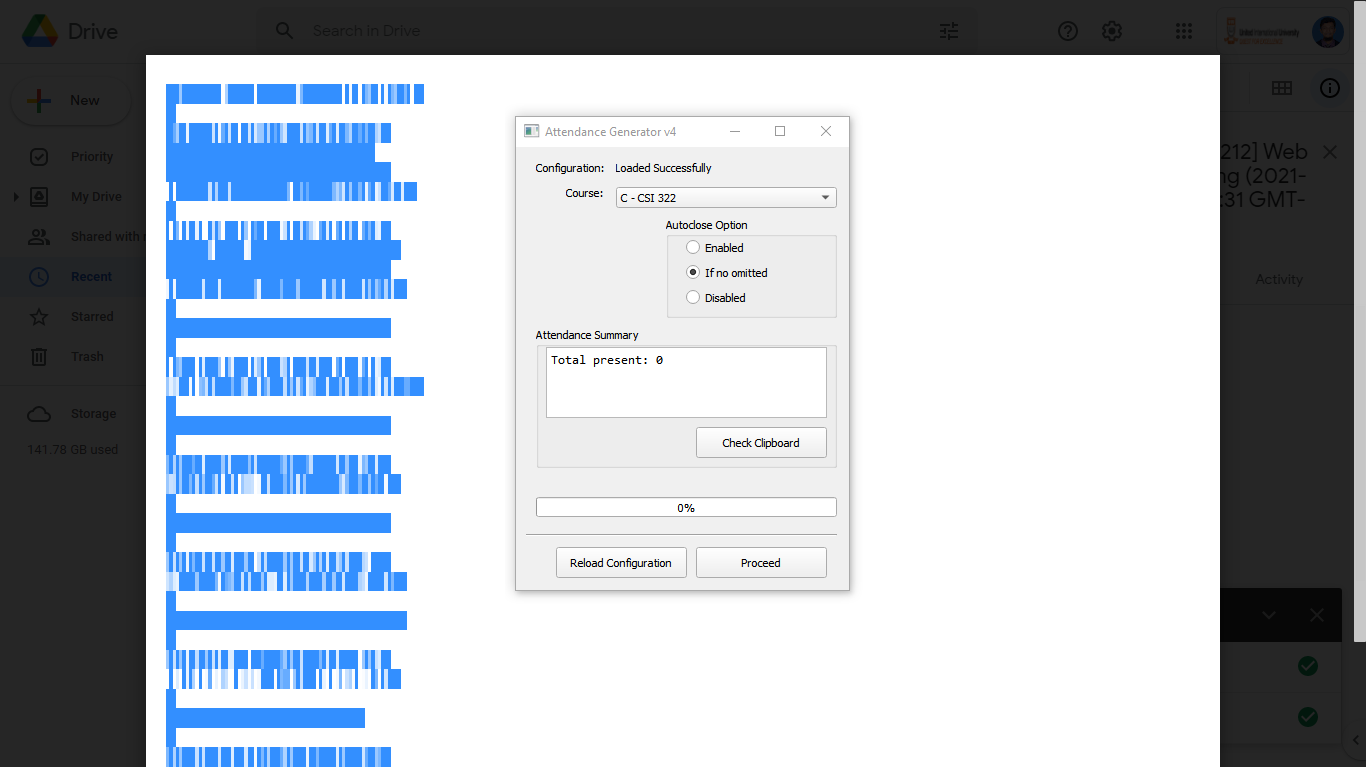 Drive
Search in Drive
New
Priority
My Drive
Shared with
Recent
Starred
Trash
Storage
141.78 GB used
Attendance Generator v4
Configuration: Loaded Successfully
Course: C - CSI 322
Autoclose Option
Enabled
If no omitted
Disabled
Attendance Summary
Total present: 0
Check Clipboard
0%
Reload Configuration Proceed
212] Web
ng (2021-
:31 GMT-
Activity